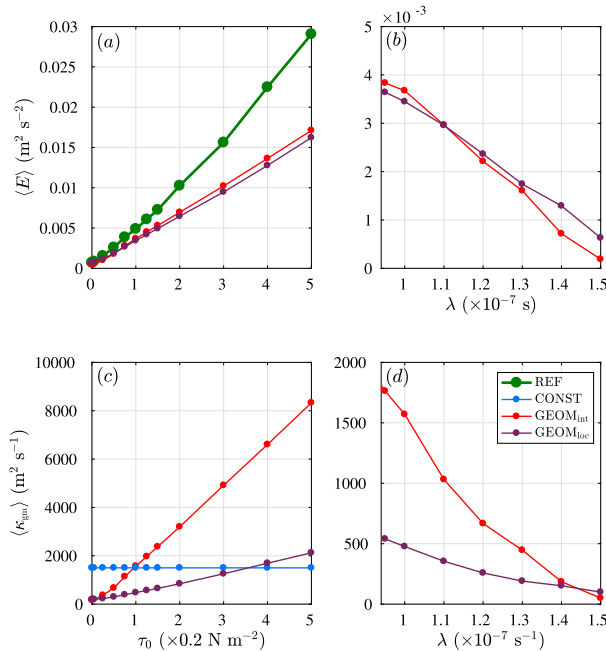 (a)
⟨E⟩ (m² s⁻²)
0.03
0.025
0.02
0.015
0.01
0.005
0
0 1 2 3 4 5
(b)
× 10⁻³
5
4
3
2
1
0
1 1.1 1.2 1.3 1.4 1.5
λ (×10⁻⁷ s)
(c)
⟨κ_gm⟩ (m² s⁻¹)
10000
8000
6000
4000
2000
0
0 1 2 3 4 5
τ₀ (×0.2 N m⁻²)
(d)
2000
1500
1000
500
0
REF
CONST
GEOM_int
GEOM_loc
1 1.1 1.2 1.3 1.4 1.5
λ (×10⁻⁷ s⁻¹)